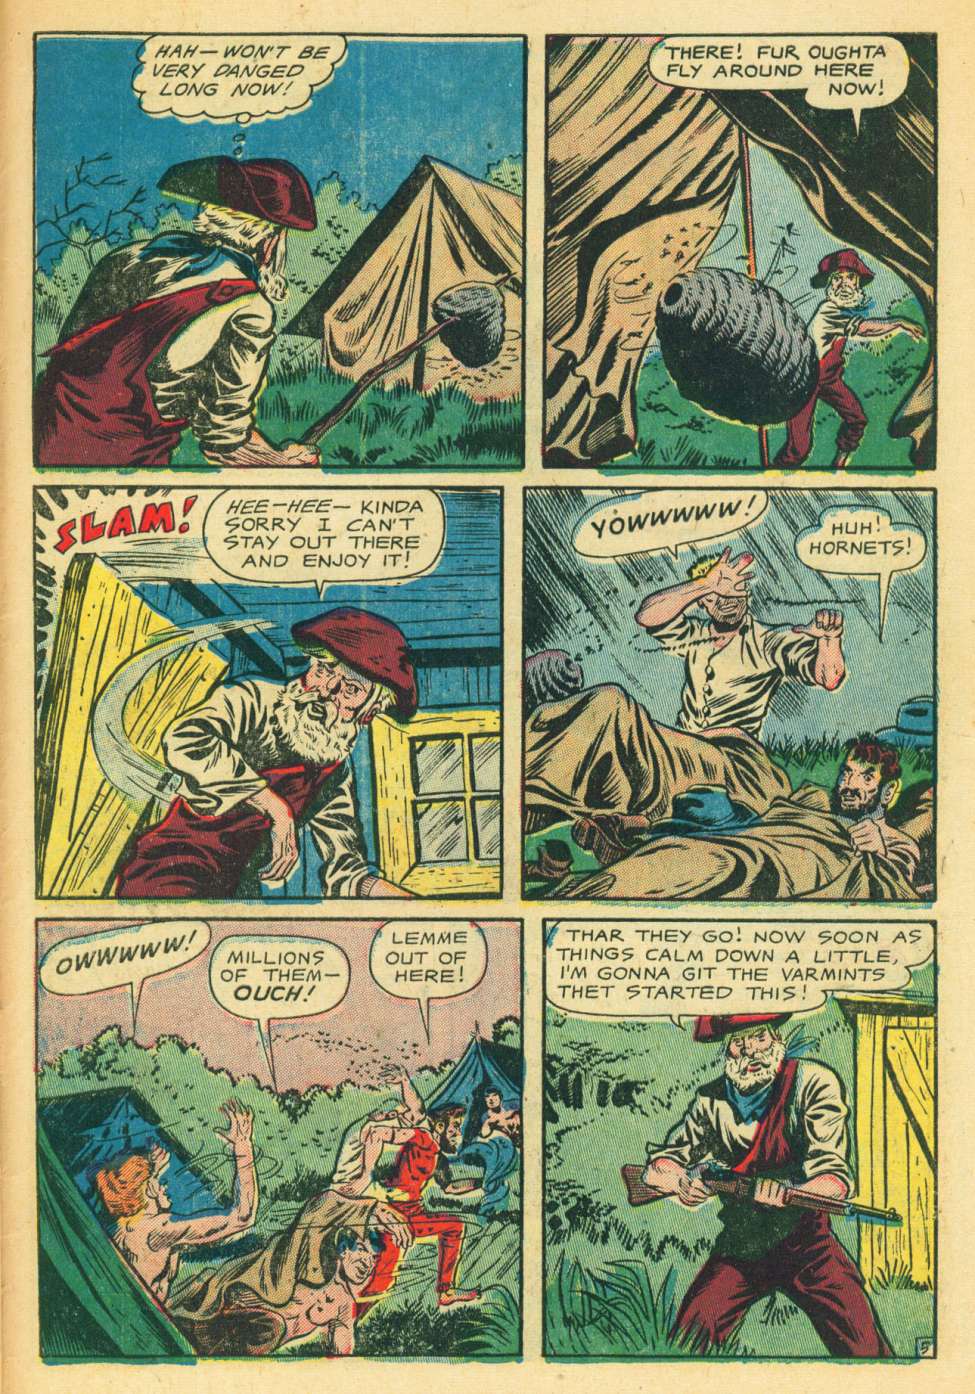 HAH—WON'T BE
VERY DANGED
LONG NOW!
THERE! FUR OUGHTA
FLY AROUND HERE
NOW!
SLAM!
HEE-HEE— KINDA
SORRY I CAN'T
STAY OUT THERE
AND ENJOY IT!
YOWWWWW!
HUH!
HORNETS!
OWWWWW!
MILLIONS
OF THEM—
OUCH!
LEMME
OUT OF
HERE!
THAR THEY GO! NOW SOON AS
THINGS CALM DOWN A LITTLE,
I'M GONNA GIT THE VARMINTS
THET STARTED THIS!
5